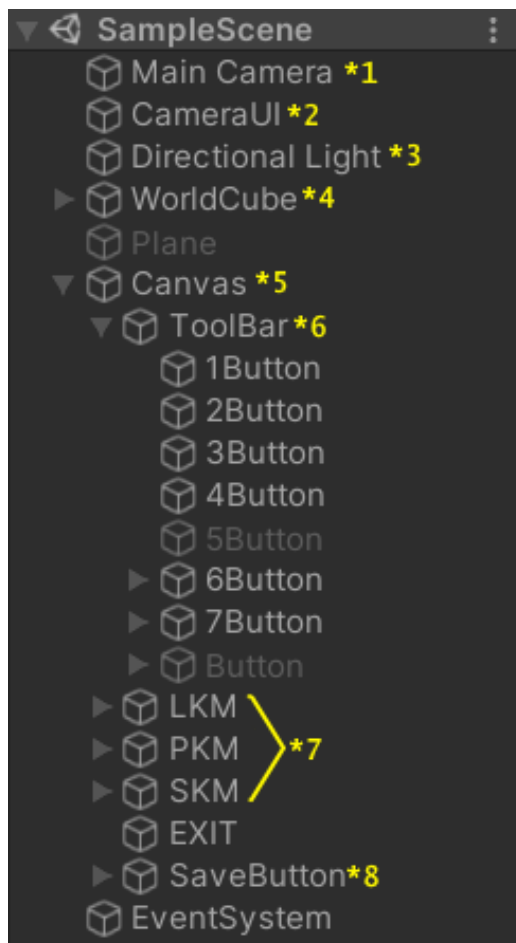 SampleScene
Main Camera *1
CameraUI *2
Directional Light *3
WorldCube *4
Plane
Canvas *5
ToolBar *6
1Button
2Button
3Button
4Button
5Button
6Button
7Button
Button
LKM
PKM *7
SKM
EXIT
SaveButton *8
EventSystem